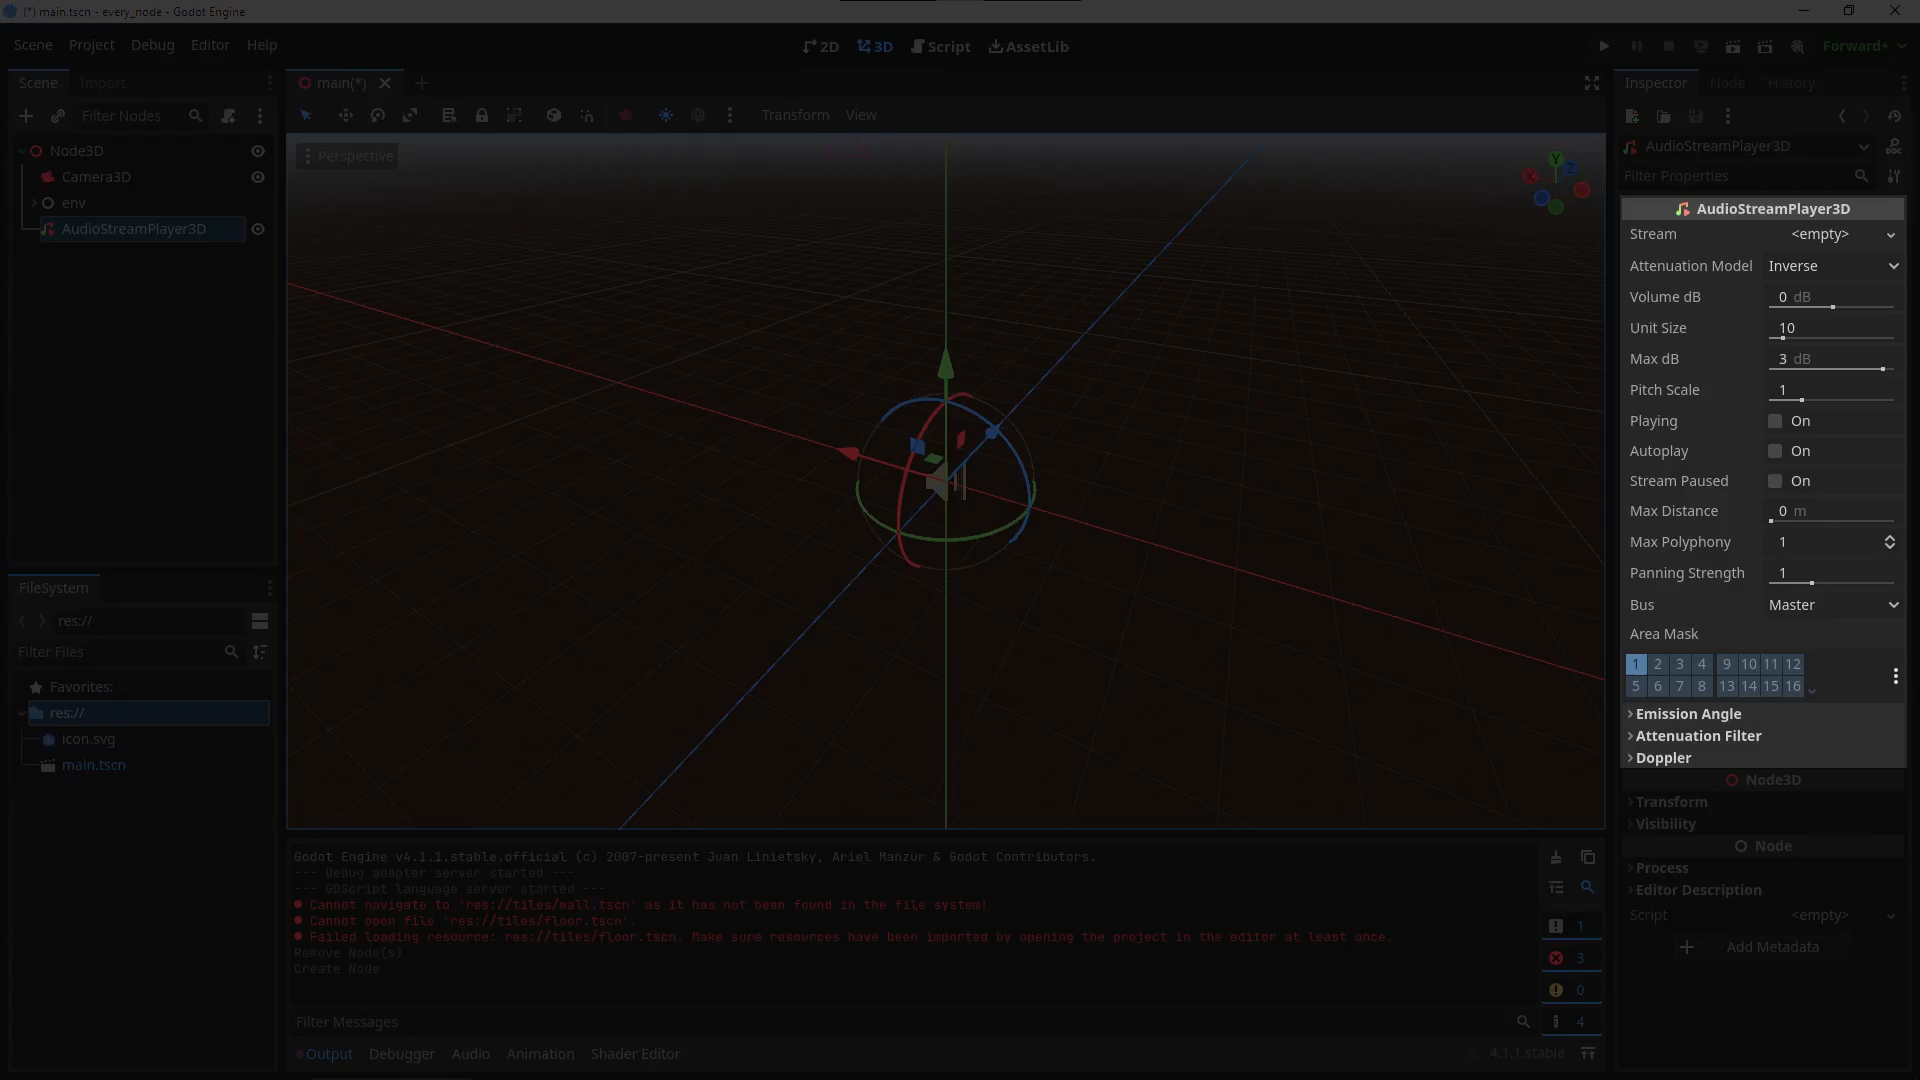 (*) main.tscn - every_node - Godot Engine
Scene Project Debug Editor Help
2D 3D Script AssetLib
Forward+
Scene Import
main(*)
Inspector Node History
Filter Nodes
Transform View
Node3D
Camera3D
env
AudioStreamPlayer3D
Perspective
Y
Z
X
AudioStreamPlayer3D
Filter Properties
AudioStreamPlayer3D
Stream <empty>
Attenuation Model Inverse
Volume dB 0 dB
Unit Size 10
Max dB 3 dB
Pitch Scale 1
Playing On
Autoplay On
Stream Paused On
Max Distance 0 m
Max Polyphony 1
Panning Strength 1
Bus Master
Area Mask
1 2 3 4 9 10 11 12
5 6 7 8 13 14 15 16
Emission Angle
Attenuation Filter
Doppler
Node3D
Transform
Visibility
Node
Process
Editor Description
Script <empty>
Add Metadata
FileSystem
res://
Filter Files
Favorites:
res://
icon.svg
main.tscn
Godot Engine v4.1.1.stable.official (c) 2007-present Juan Linietsky, Ariel Manzur & Godot Contributors.
--- Debug adapter server started ---
--- GDScript language server started ---
Cannot navigate to 'res://tiles/wall.tscn' as it has not been found in the file system!
Cannot open file 'res://tiles/floor.tscn'.
Failed loading resource: res://tiles/floor.tscn. Make sure resources have been imported by opening the project in the editor at least once.
Remove Node(s)
Create Node
1
3
0
4
Filter Messages
Output Debugger Audio Animation Shader Editor
4.1.1.stable